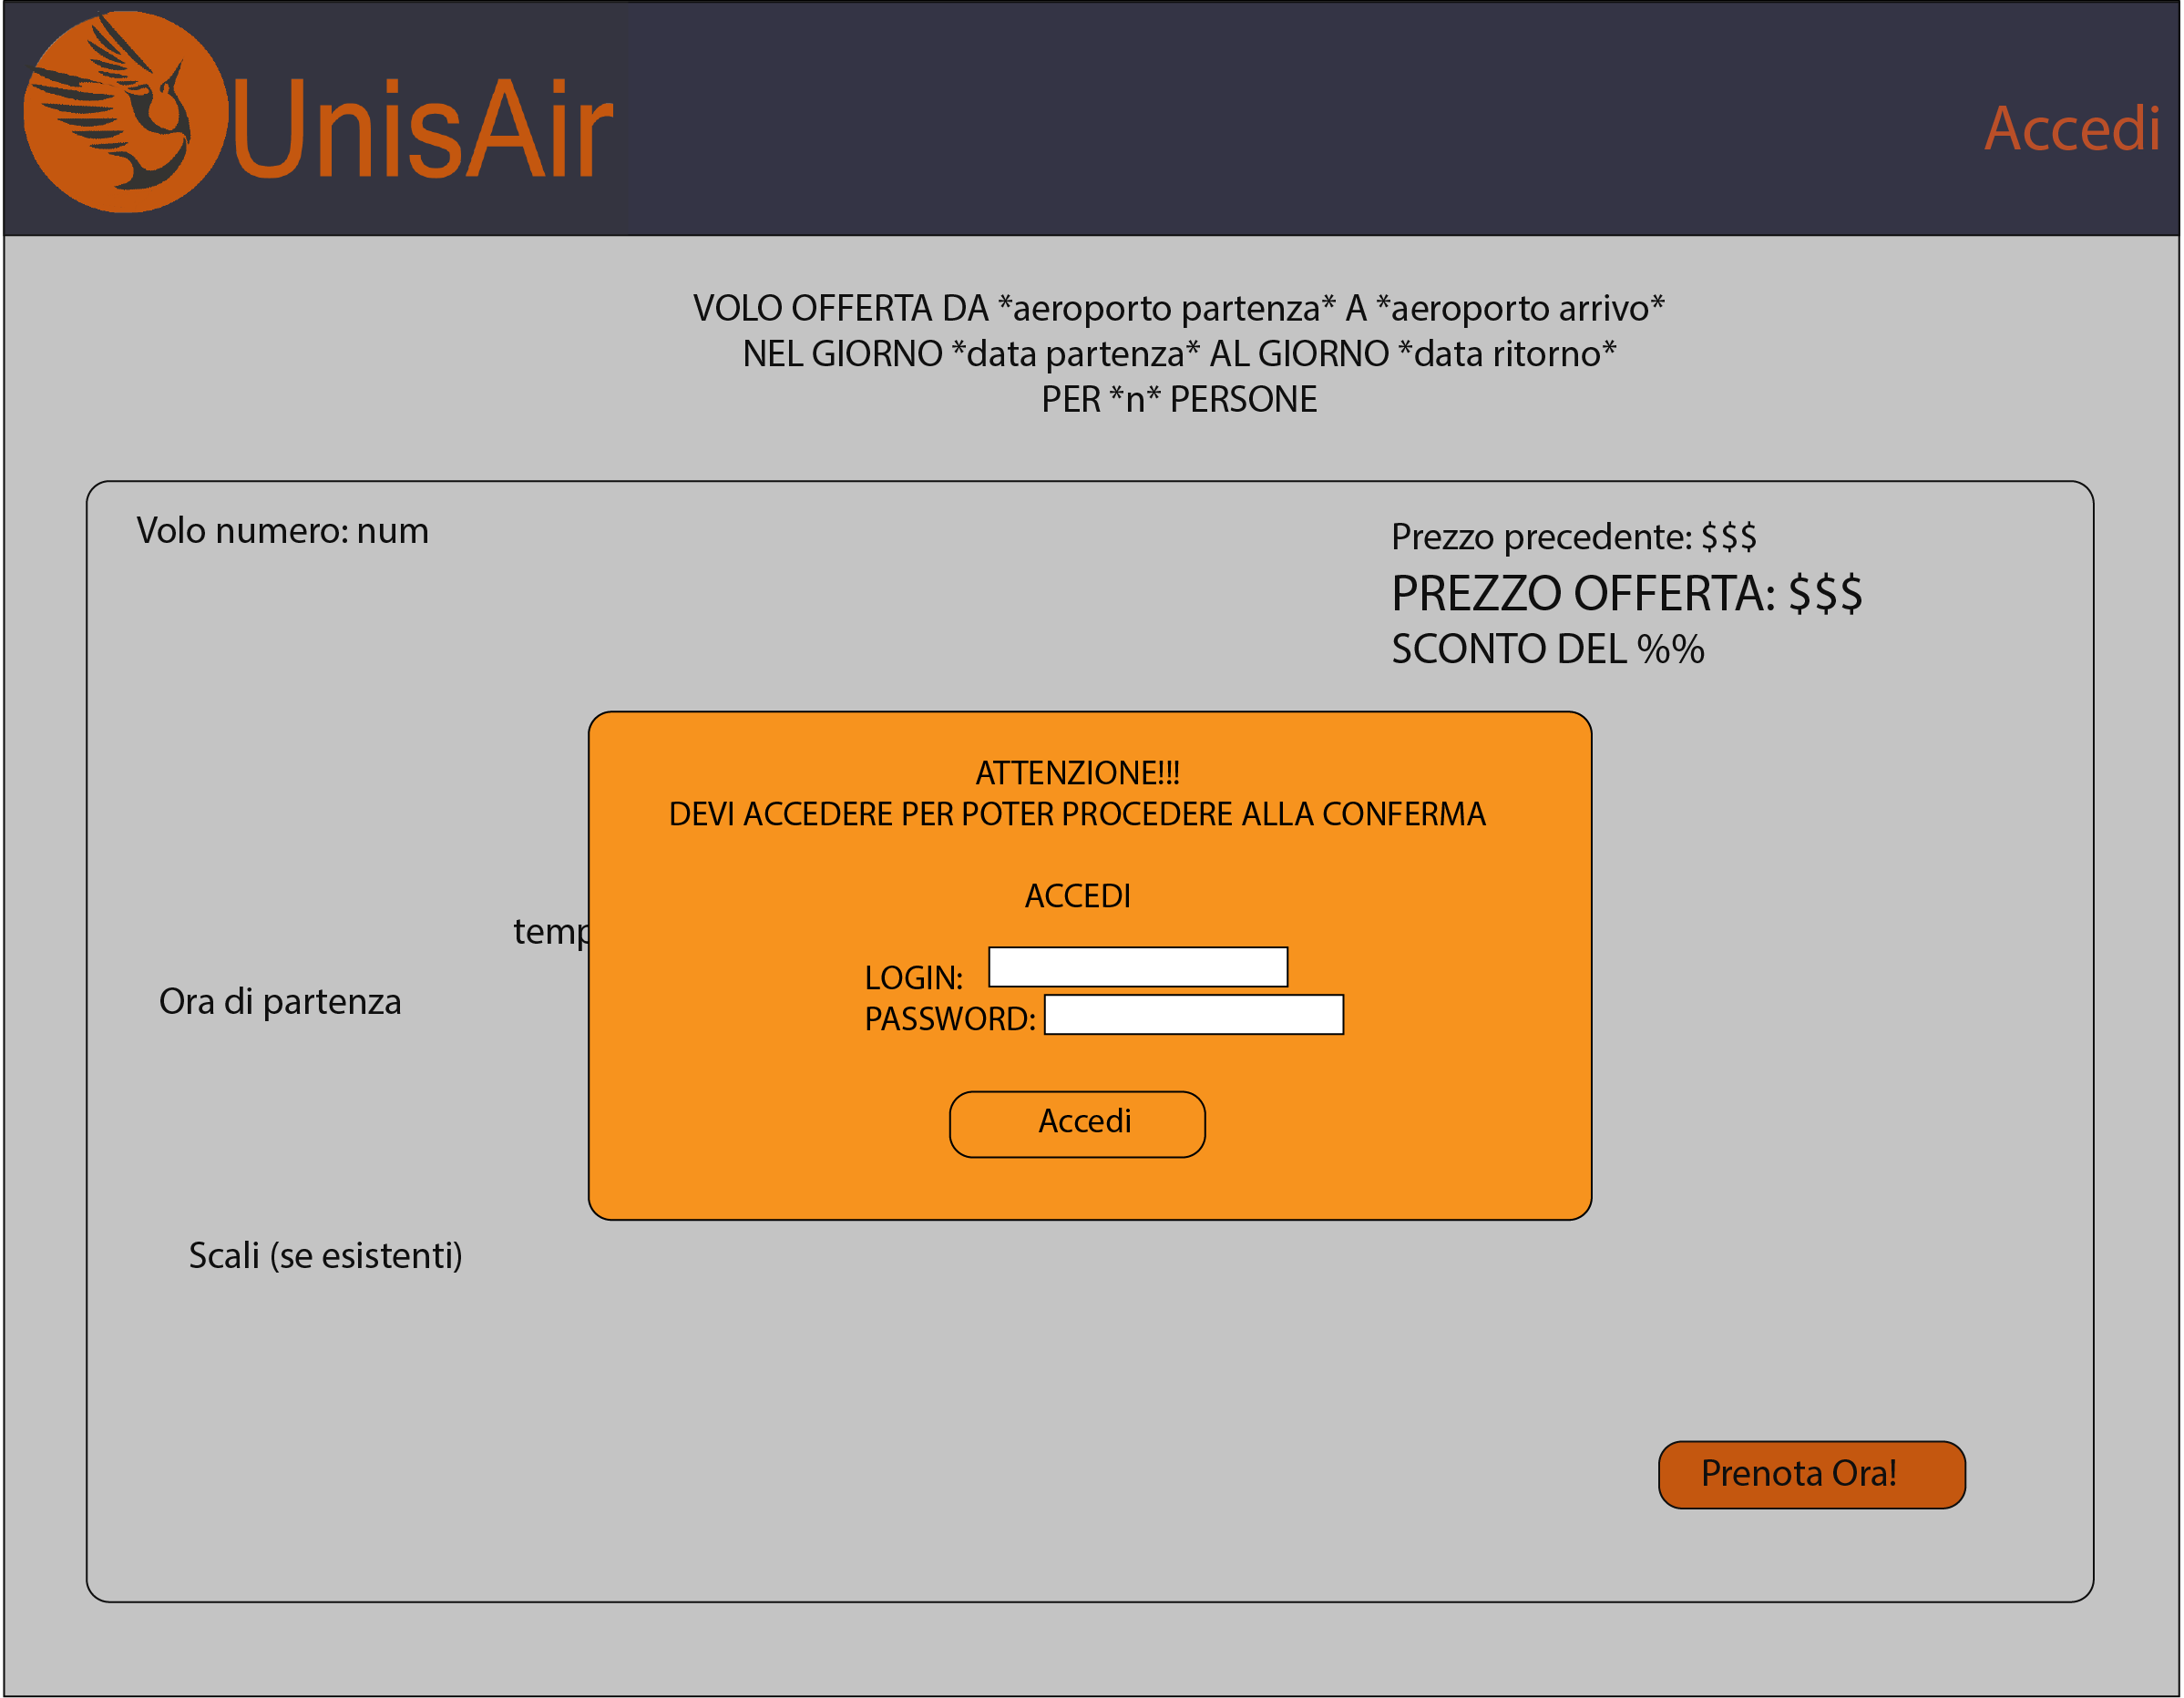 UnisAir
Accedi
VOLO OFFERTA DA *aeroporto partenza* A *aeroporto arrivo*
NEL GIORNO *data partenza* AL GIORNO *data ritorno*
PER *n* PERSONE
Volo numero: num
Prezzo precedente: $$$
PREZZO OFFERTA: $$$
SCONTO DEL %%
ATTENZIONE!!!
DEVI ACCEDERE PER POTER PROCEDERE ALLA CONFERMA
ACCEDI
temp
LOGIN:
Ora di partenza
PASSWORD:
Accedi
Scali (se esistenti)
Prenota Ora!